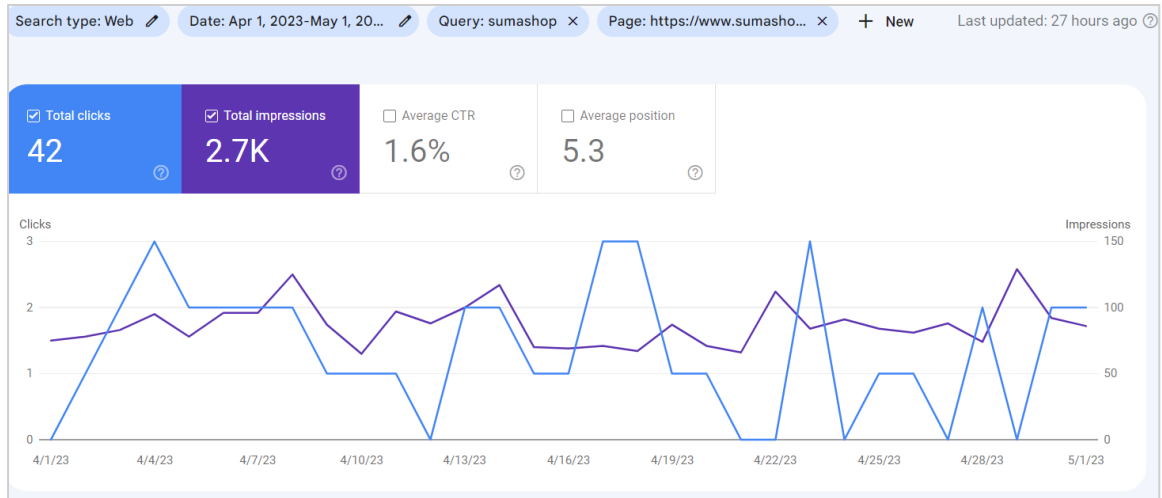 Search type: Web Date: Apr 1, 2023-May 1, 20... Query: sumashop Page: https://www.sumasho... + New Last updated: 27 hours ago
Total clicks Total impressions Average CTR Average position
42 2.7K 1.6% 5.3
Clicks Impressions
3 150
2 100
1 50
0 0
4/1/23 4/4/23 4/7/23 4/10/23 4/13/23 4/16/23 4/19/23 4/22/23 4/25/23 4/28/23 5/1/23